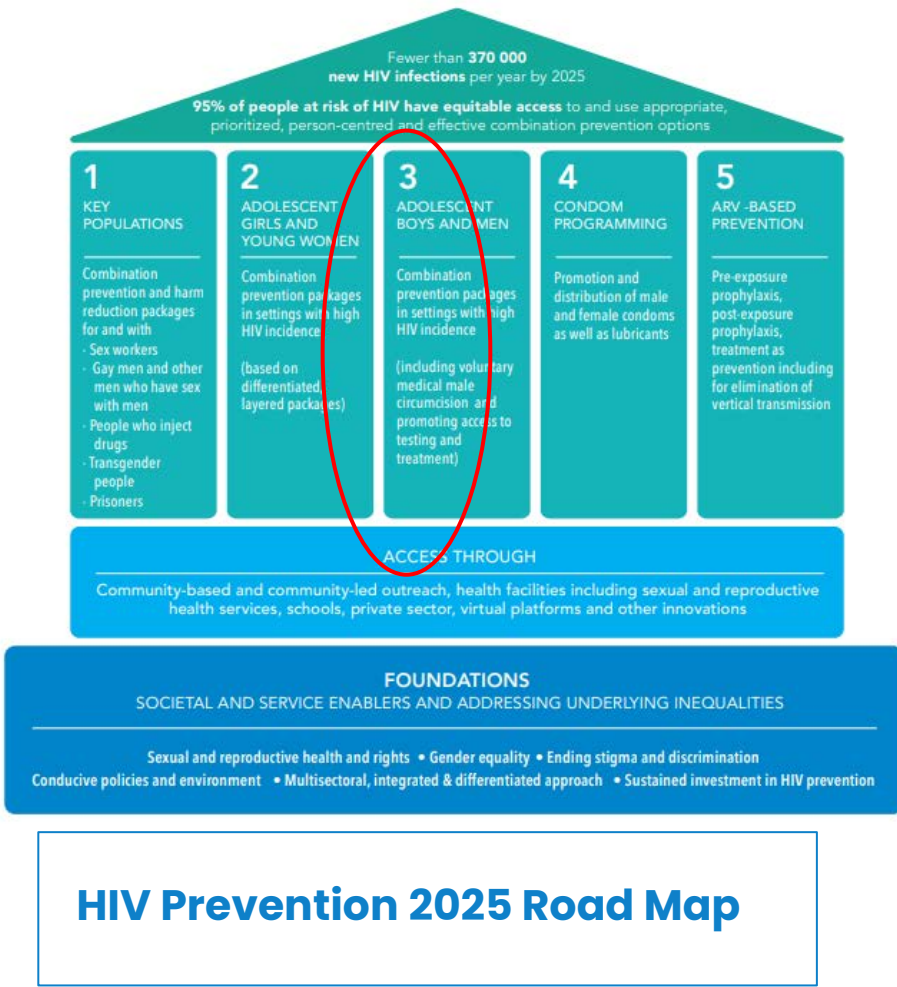 Fewer than 370 000
new HIV infections per year by 2025
95% of people at risk of HIV have equitable access to and use appropriate,
prioritized, person-centred and effective combination prevention options
1
KEY
POPULATIONS
Combination
prevention and harm
reduction packages
for and with
· Sex workers
· Gay men and other
men who have sex
with men
· People who inject
drugs
· Transgender
people
· Prisoners
2
ADOLESCENT
GIRLS AND
YOUNG WOMEN
Combination
prevention packages
in settings with high
HIV incidence
(based on
differentiated,
layered packages)
3
ADOLESCENT
BOYS AND MEN
Combination
prevention packages
in settings with high
HIV incidence
(including voluntary
medical male
circumcision and
promoting access to
testing and
treatment)
4
CONDOM
PROGRAMMING
Promotion and
distribution of male
and female condoms
as well as lubricants
5
ARV -BASED
PREVENTION
Pre-exposure
prophylaxis,
post-exposure
prophylaxis,
treatment as
prevention including
for elimination of
vertical transmission
ACCESS THROUGH
Community-based and community-led outreach, health facilities including sexual and reproductive
health services, schools, private sector, virtual platforms and other innovations
FOUNDATIONS
SOCIETAL AND SERVICE ENABLERS AND ADDRESSING UNDERLYING INEQUALITIES
Sexual and reproductive health and rights • Gender equality • Ending stigma and discrimination
Conducive policies and environment • Multisectoral, integrated & differentiated approach • Sustained investment in HIV prevention
HIV Prevention 2025 Road Map